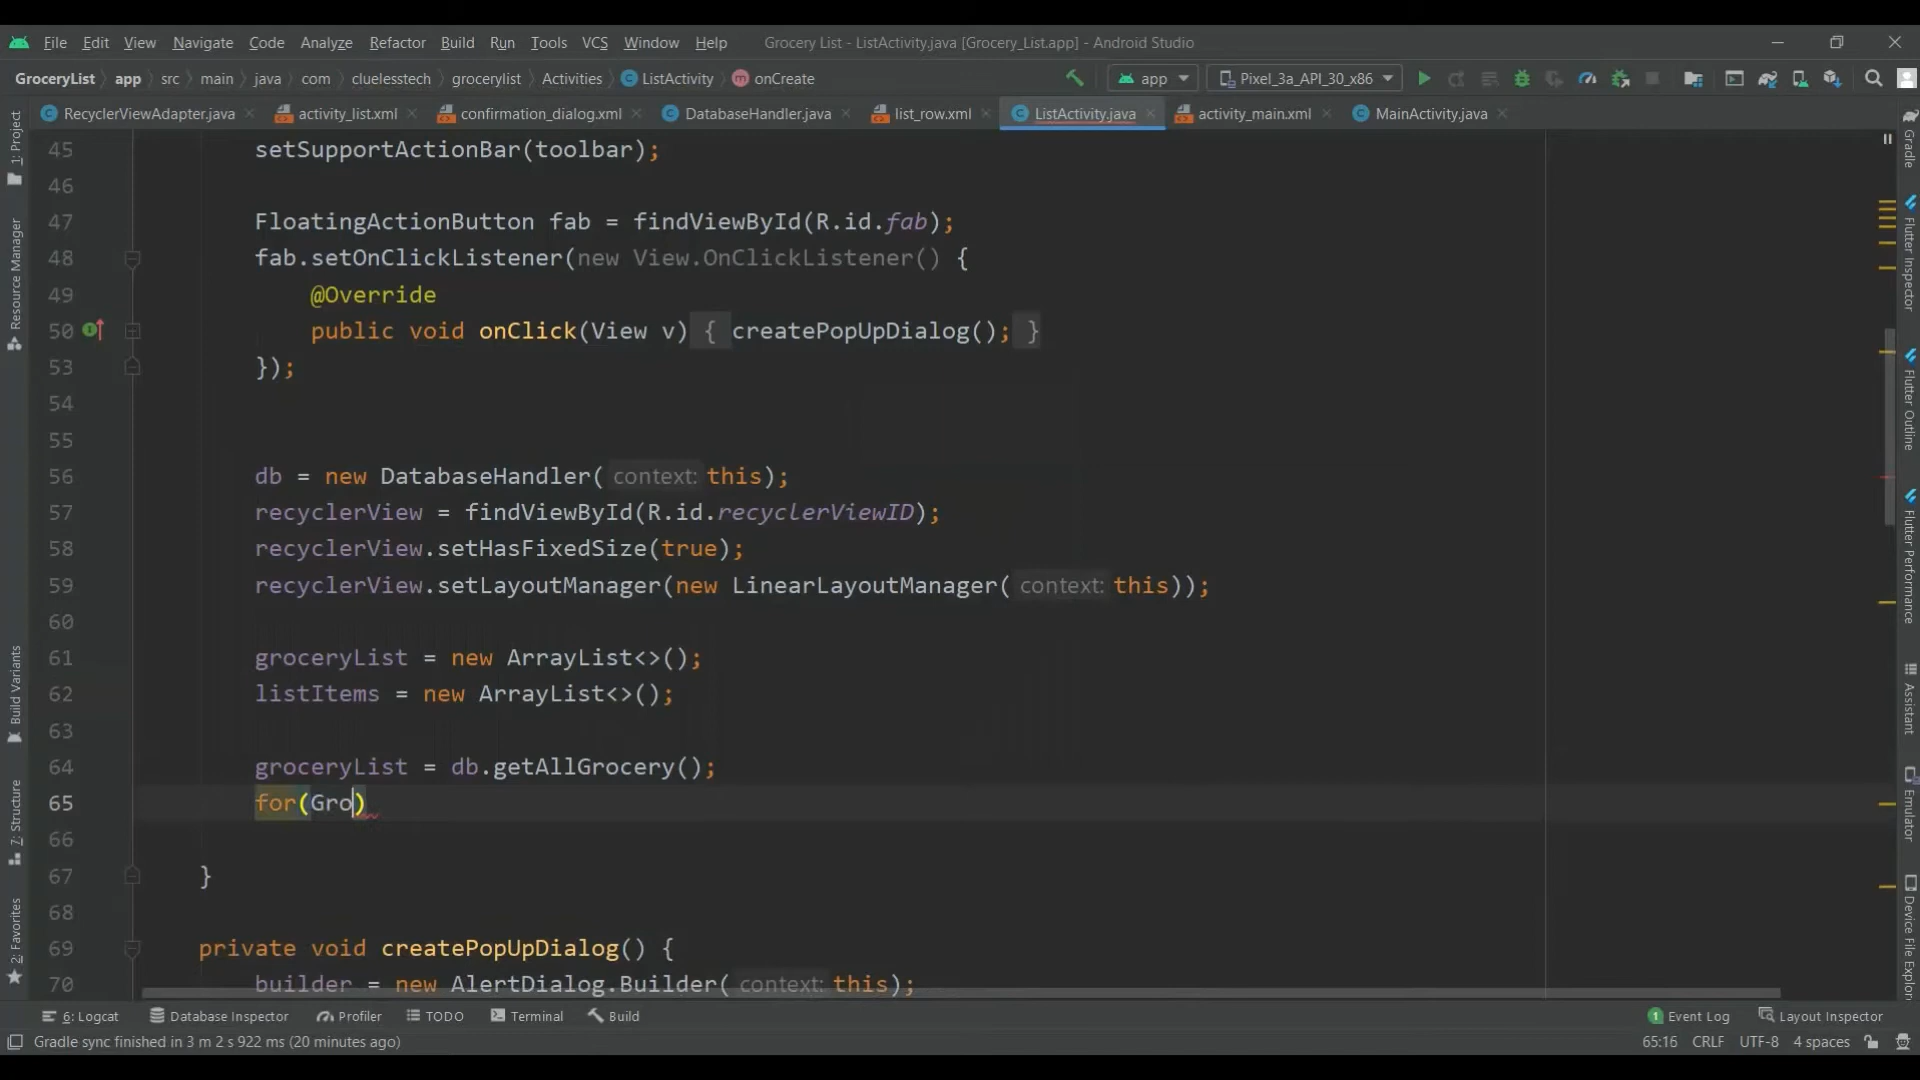 File Edit View Navigate Code Analyze Refactor Build Run Tools VCS Window Help Grocery List - ListActivity.java [Grocery_List.app] - Android Studio
GroceryList app src main java com cluelesstech grocerylist Activities ListActivity onCreate app Pixel_3a_API_30_x86
RecyclerViewAdapter.java activity_list.xml confirmation_dialog.xml DatabaseHandler.java list_row.xml ListActivity.java activity_main.xml MainActivity.java
1: Project
Resource Manager
Build Variants
7: Structure
2: Favorites
45 setSupportActionBar(toolbar);
46
47 FloatingActionButton fab = findViewById(R.id.fab);
48 fab.setOnClickListener(new View.OnClickListener() {
49 @Override
50 public void onClick(View v) { createPopUpDialog(); }
53 });
54
55
56 db = new DatabaseHandler( context: this);
57 recyclerView = findViewById(R.id.recyclerViewID);
58 recyclerView.setHasFixedSize(true);
59 recyclerView.setLayoutManager(new LinearLayoutManager( context: this));
60
61 groceryList = new ArrayList<>();
62 listItems = new ArrayList<>();
63
64 groceryList = db.getAllGrocery();
65 for(Gro)
66
67 }
68
69 private void createPopUpDialog() {
70 builder = new AlertDialog.Builder( context: this);
Gradle
Flutter Inspector
Flutter Outline
Flutter Performance
Assistant
Emulator
Device File Explorer
6: Logcat Database Inspector Profiler TODO Terminal Build 1 Event Log Layout Inspector
Gradle sync finished in 3 m 2 s 922 ms (20 minutes ago) 65:16 CRLF UTF-8 4 spaces